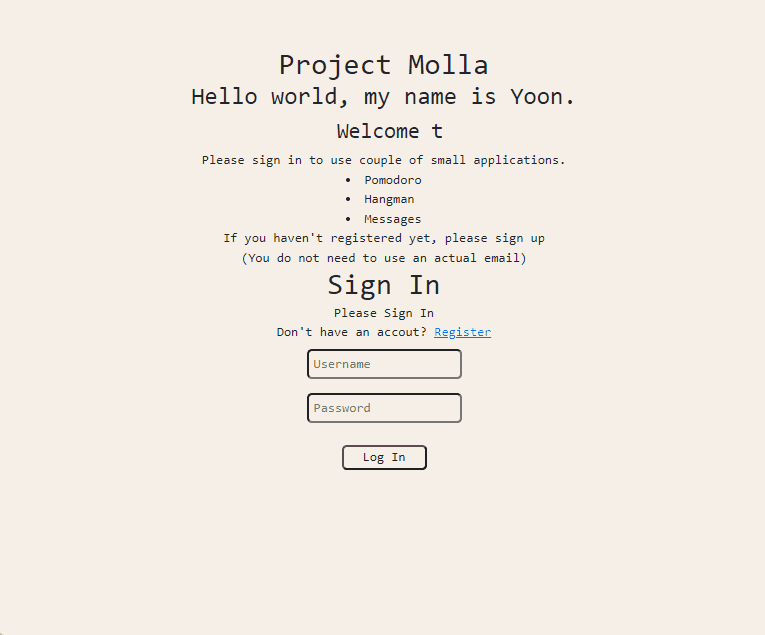 Project Molla
Hello world, my name is Yoon.
Welcome t
Please sign in to use couple of small applications.
• Pomodoro
• Hangman
• Messages
If you haven't registered yet, please sign up
(You do not need to use an actual email)
Sign In
Please Sign In
Don't have an accout? Register
Username
Password
Log In